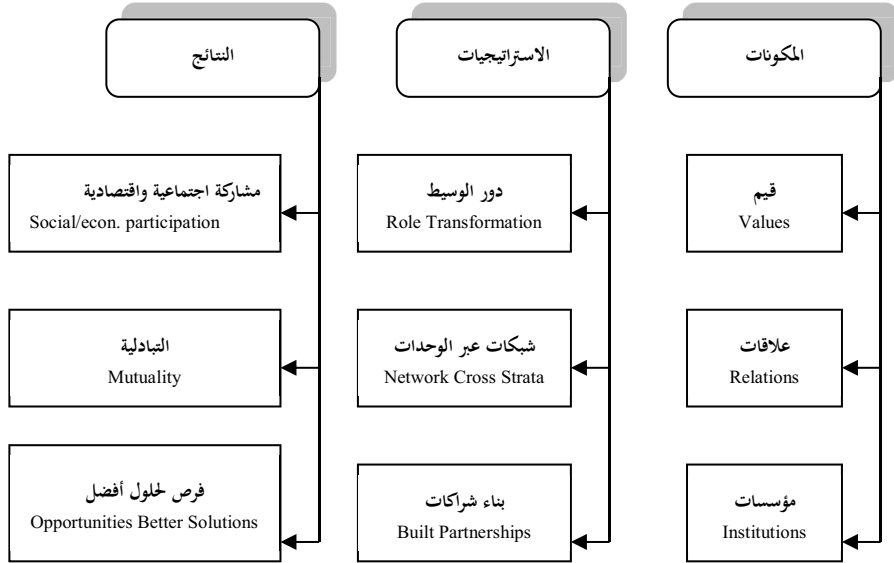 المكونات
قيم
Values
علاقات
Relations
مؤسسات
Institutions
الاستراتيجيات
دور الوسيط
Role Transformation
شبكات عبر الوحدات
Network Cross Strata
بناء شراكات
Built Partnerships
النتائج
مشاركة اجتماعية واقتصادية
Social/econ. participation
التبادلية
Mutuality
فرص لحلول أفضل
Opportunities Better Solutions